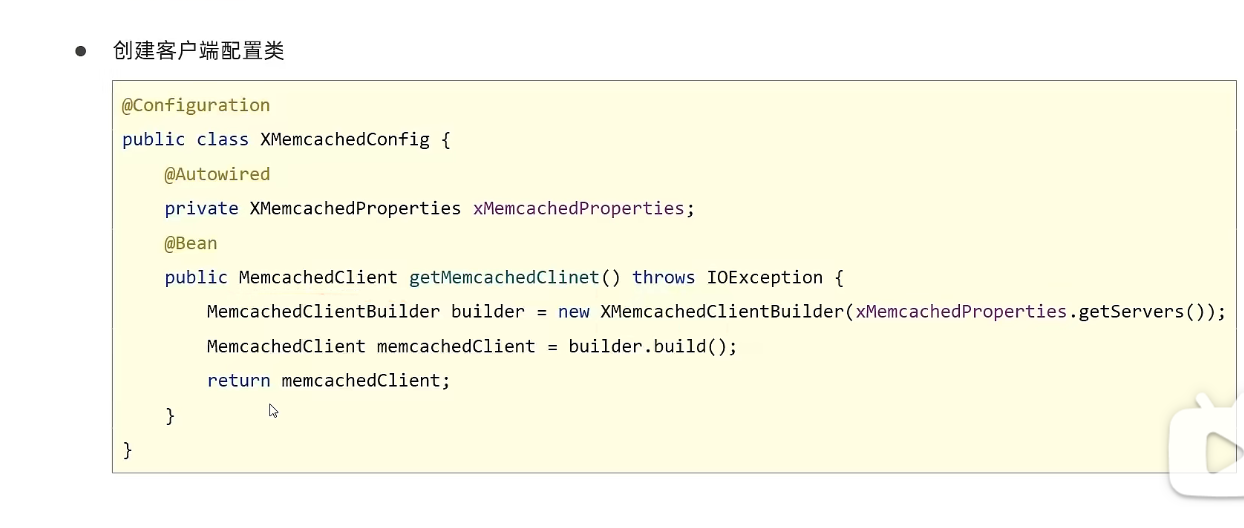 ● 创建客户端配置类
@Configuration
public class XMemcachedConfig {
    @Autowired
    private XMemcachedProperties xMemcachedProperties;
    @Bean
    public MemcachedClient getMemcachedClinet() throws IOException {
        MemcachedClientBuilder builder = new XMemcachedClientBuilder(xMemcachedProperties.getServers());
        MemcachedClient memcachedClient = builder.build();
        return memcachedClient;
    }
}